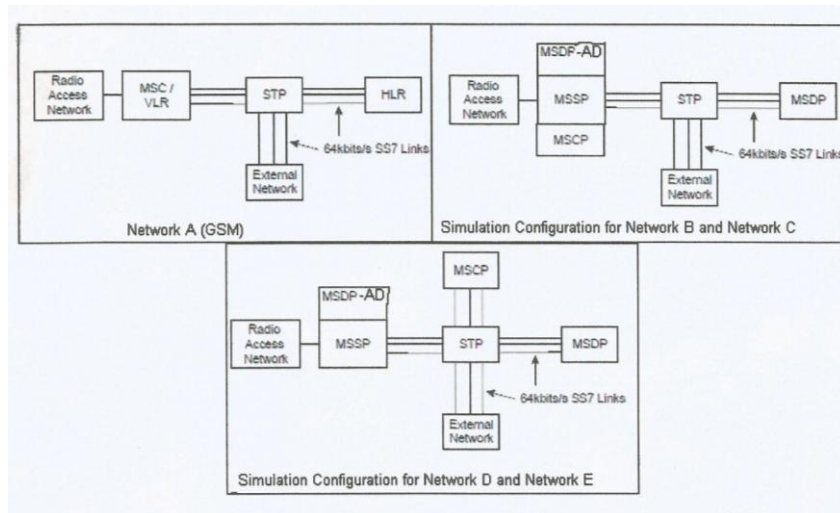 Radio
Access
Network
MSC /
VLR
STP
HLR
64kbits/s SS7 Links
External
Network
Network A (GSM)
MSDP-AD
Radio
Access
Network
MSSP
MSCP
STP
MSDP
64kbits/s SS7 Links
External
Network
Simulation Configuration for Network B and Network C
MSCP
MSDP-AD
Radio
Access
Network
MSSP
STP
MSDP
64kbits/s SS7 Links
External
Network
Simulation Configuration for Network D and Network E